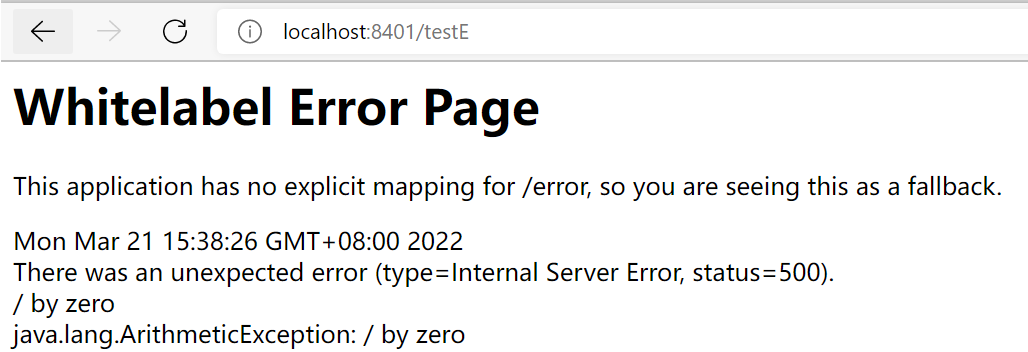 localhost:8401/testE
Whitelabel Error Page
This application has no explicit mapping for /error, so you are seeing this as a fallback.
Mon Mar 21 15:38:26 GMT+08:00 2022
There was an unexpected error (type=Internal Server Error, status=500).
/ by zero
java.lang.ArithmeticException: / by zero